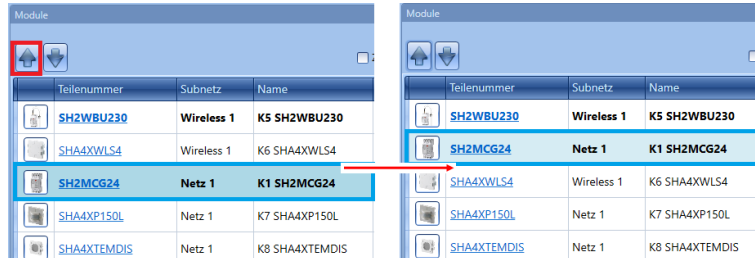 Module
Teilenummer Subnetz Name
SH2WBU230 Wireless 1 K5 SH2WBU230
SHA4XWLS4 Wireless 1 K6 SHA4XWLS4
SH2MCG24 Netz 1 K1 SH2MCG24
SHA4XP150L Netz 1 K7 SHA4XP150L
SHA4XTEMDIS Netz 1 K8 SHA4XTEMDIS
Module
Teilenummer Subnetz Name
SH2WBU230 Wireless 1 K5 SH2WBU230
SH2MCG24 Netz 1 K1 SH2MCG24
SHA4XWLS4 Wireless 1 K6 SHA4XWLS4
SHA4XP150L Netz 1 K7 SHA4XP150L
SHA4XTEMDIS Netz 1 K8 SHA4XTEMDIS